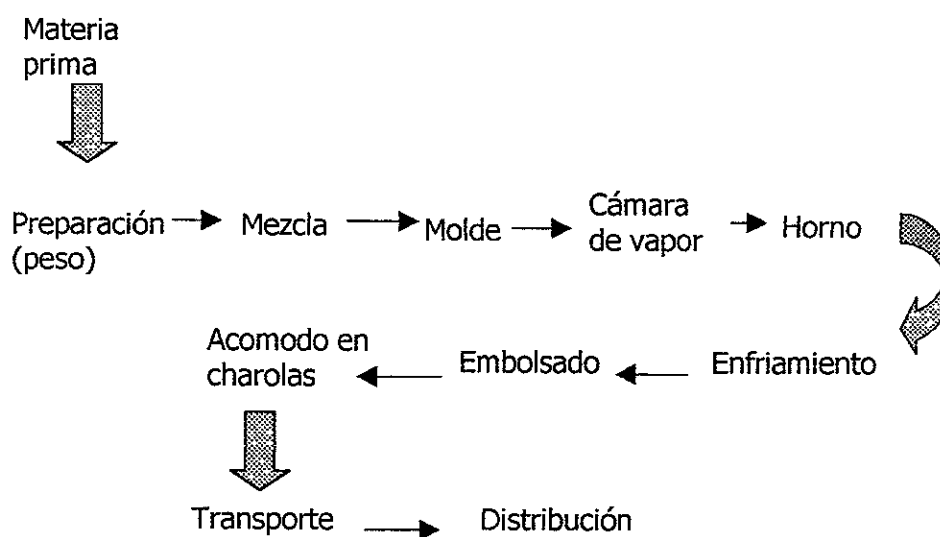 Materia
prima
Preparación
(peso)
Mezcla
Molde
Cámara
de vapor
Horno
Enfriamiento
Embolsado
Acomodo en
charolas
Transporte
Distribución